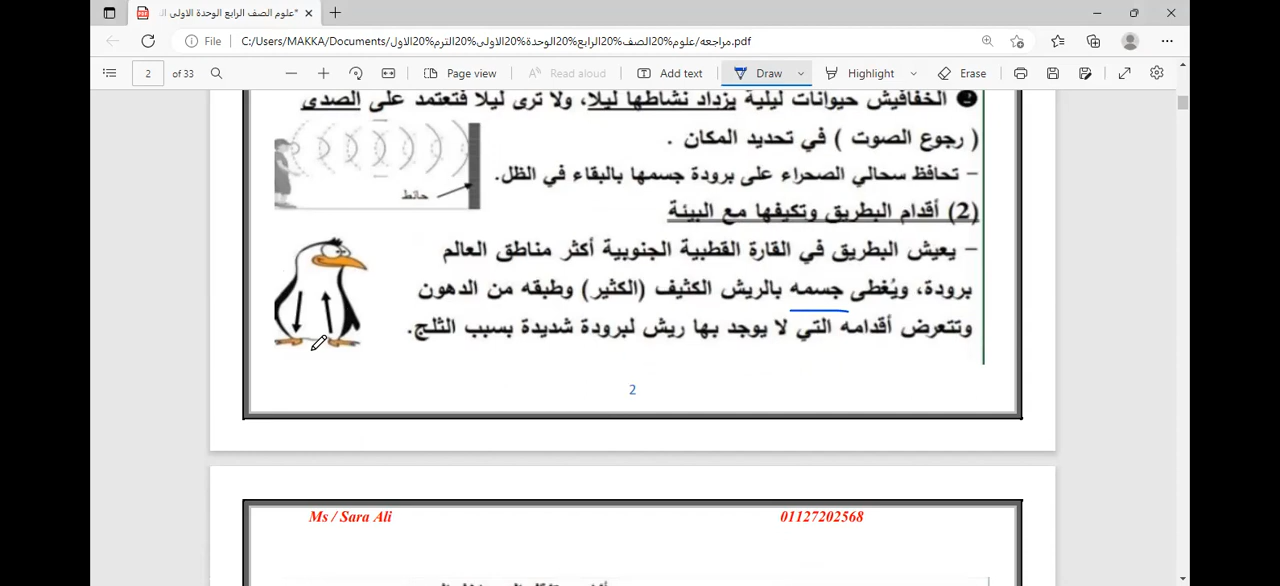 علوم الصف الرابع الوحدة الاولى ال*
File
C:/Users/MAKKA/Documents/مراجعه/علوم%20الصف%20الرابع%20الوحدة%20الاولى%20الترم%20الاول.pdf
2 of 33
Page view
Read aloud
Add text
Draw
Highlight
Erase
الخفافيش حيوانات ليلية يزداد نشاطها ليلا، ولا ترى ليلا فتعتمد على الصدى
( رجوع الصوت ) في تحديد المكان .
– تحافظ سحالي الصحراء على برودة جسمها بالبقاء في الظل.
حائط
(2) أقدام البطريق وتكيفها مع البيئة
– يعيش البطريق في القارة القطبية الجنوبية أكثر مناطق العالم
برودة، ويُغطى جسمه بالريش الكثيف (الكثير) وطبقه من الدهون
وتتعرض أقدامه التي لا يوجد بها ريش لبرودة شديدة بسبب الثلج.
2
Ms / Sara Ali
01127202568